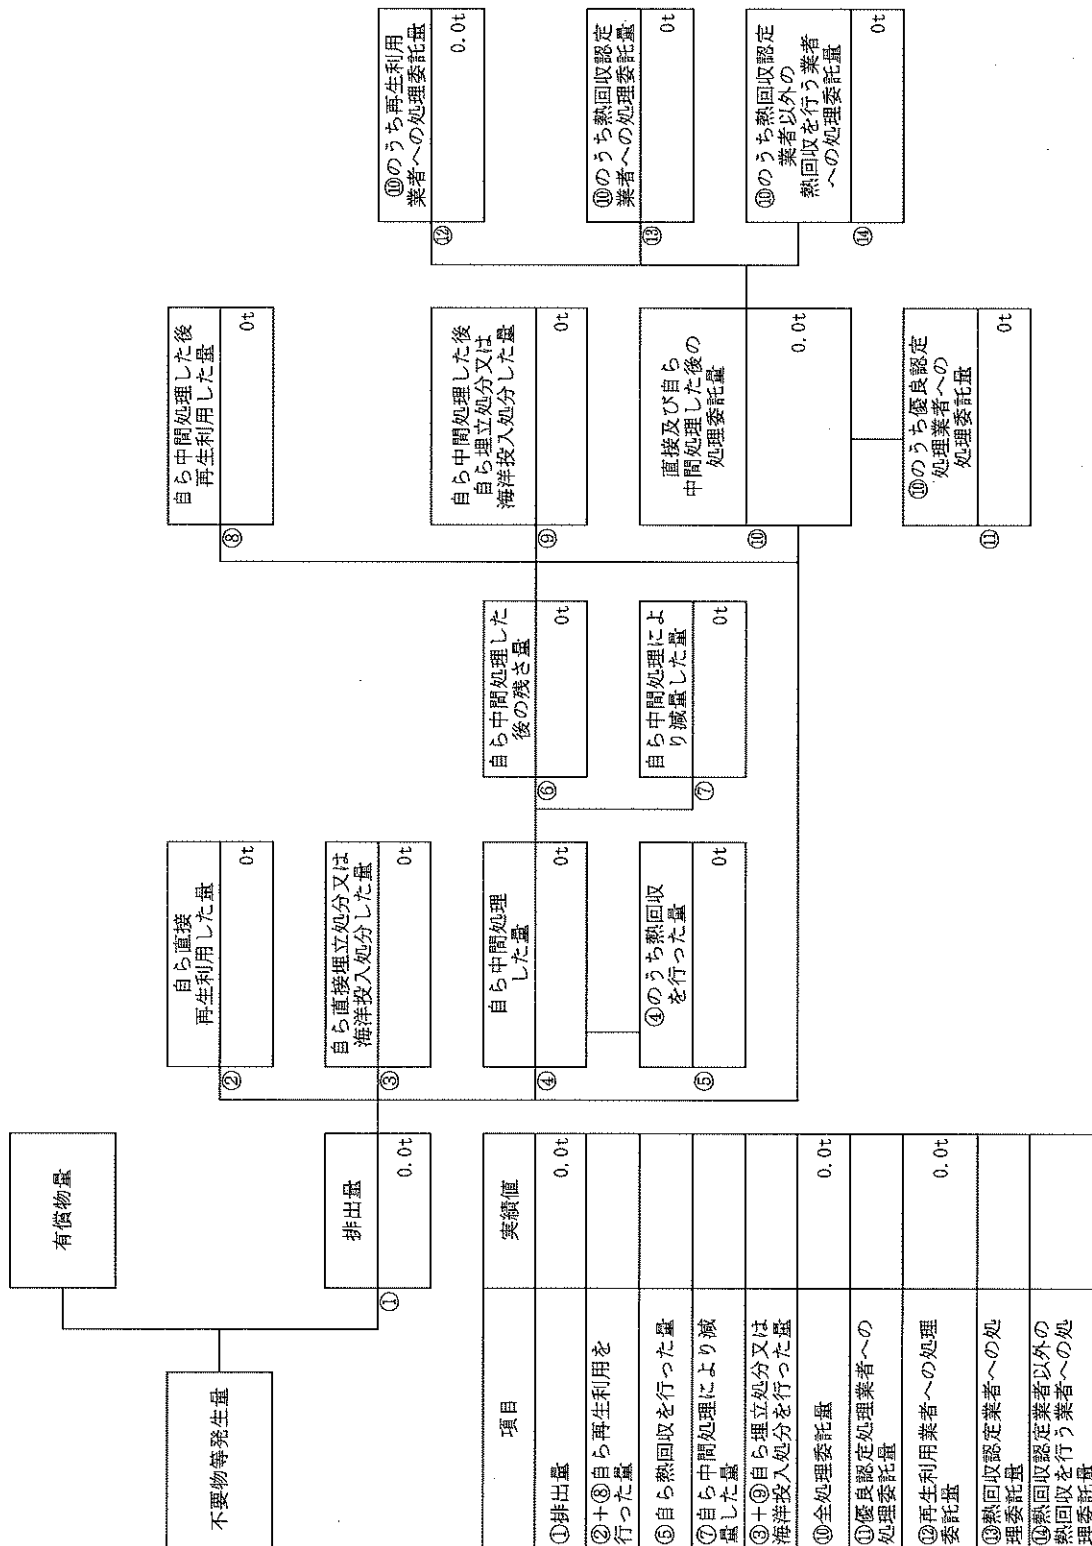 不要物等発生量
有償物量
排出量
①
0.0t
自ら直接
再生利用した量
②
0t
自ら直接埋立処分又は
海洋投入処分した量
③
0t
自ら中間処理
した量
④
0t
④のうち熱回収
を行った量
⑤
0t
自ら中間処理した
後の残さ量
⑥
0t
自ら中間処理によ
り減量した量
⑦
0t
自ら中間処理した後
再生利用した量
⑧
0t
自ら中間処理した後
自ら埋立処分又は
海洋投入処分した量
⑨
0t
直接及び自ら
中間処理した後の
処理委託量
⑩
0.0t
⑩のうち優良認定
処理業者への
処理委託量
⑪
0t
⑩のうち再生利用
業者への処理委託量
⑫
0.0t
⑩のうち熱回収認定
業者への処理委託量
⑬
0t
⑩のうち熱回収認定
業者以外の
熱回収を行う業者
への処理委託量
⑭
0t
項目 実績値
①排出量 0.0t
②+⑧自ら再生利用を
行った量
⑤自ら熱回収を行った量
⑦自ら中間処理により減
量した量
③+⑨自ら埋立処分又は
海洋投入処分を行った量
⑩全処理委託量 0.0t
⑪優良認定処理業者への
処理委託量
⑫再生利用業者への処理
委託量 0.0t
⑬熱回収認定業者への処
理委託量
⑭熱回収認定業者以外の
熱回収を行う業者への処
理委託量